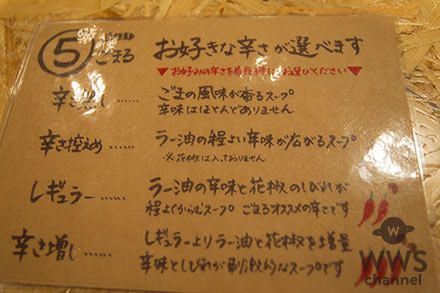 ⑤ ごまる お好きな辛さが選べます
▼お好みの辛さを お選びください▼
辛さ無し…… ごまの風味が香るスープ
辛味はほとんどありません
辛さ控えめ…… ラー油の程よい辛味が広がるスープ
※花椒は入っておりません
レギュラー…… ラー油の辛味と花椒のしびれが
程よくからむスープ ごまるオススメの辛さです
辛さ増し…… レギュラーよりラー油と花椒を増量
辛味としびれが刺激的なスープです
WWS
channel